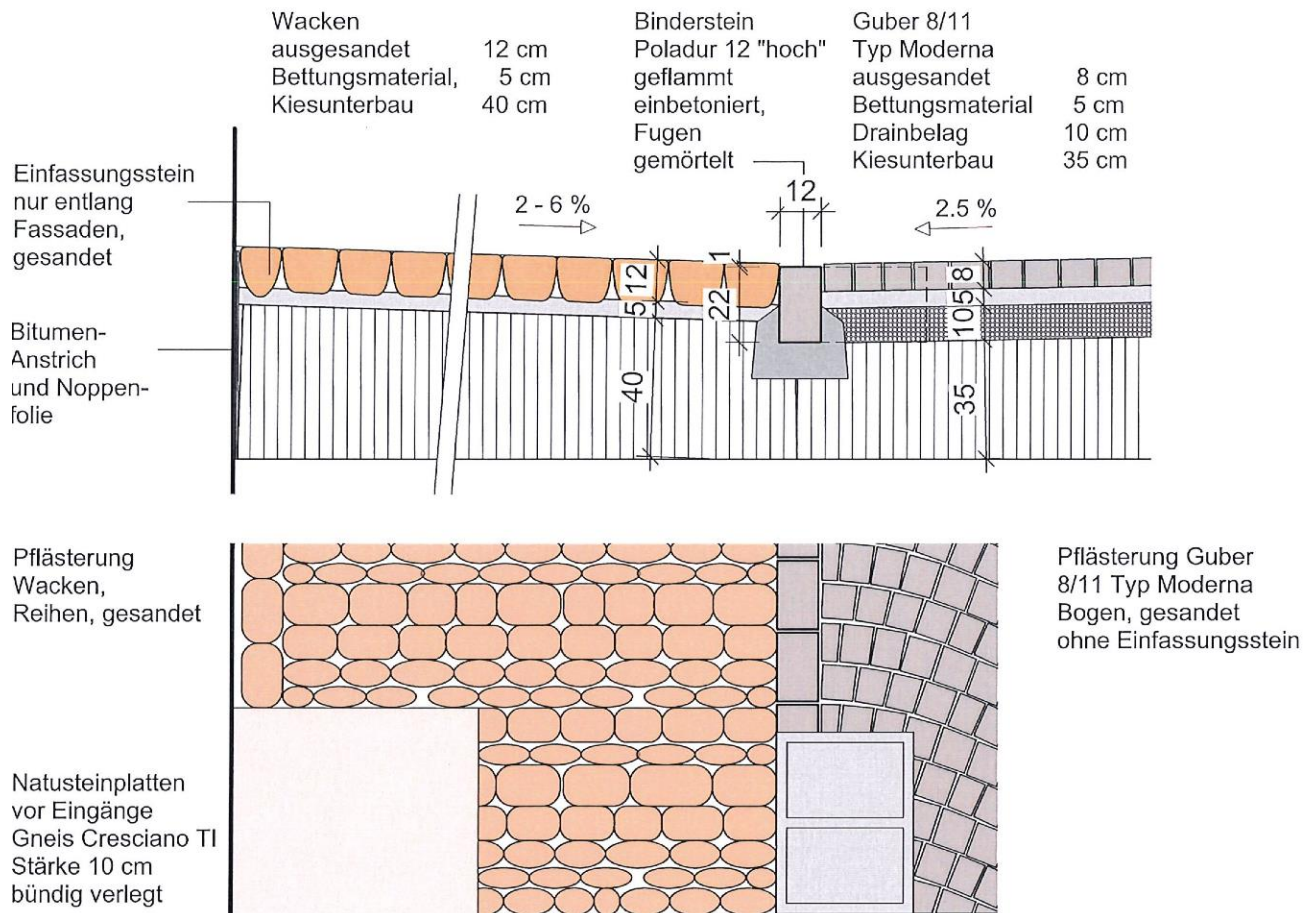 Wacken
ausgesandet 12 cm
Bettungsmaterial, 5 cm
Kiesunterbau 40 cm
Binderstein
Poladur 12 "hoch"
geflammt
einbetoniert,
Fugen
gemörtelt
Guber 8/11
Typ Moderna
ausgesandet 8 cm
Bettungsmaterial 5 cm
Drainbelag 10 cm
Kiesunterbau 35 cm
Einfassungsstein
nur entlang
Fassaden,
gesandet
Bitumen-
Anstrich
und Noppen-
folie
2 - 6 %
12
2.5 %
12
5
40
1
22
8
5
10
35
Pflästerung
Wacken,
Reihen, gesandet
Natusteinplatten
vor Eingänge
Gneis Cresciano TI
Stärke 10 cm
bündig verlegt
Pflästerung Guber
8/11 Typ Moderna
Bogen, gesandet
ohne Einfassungsstein